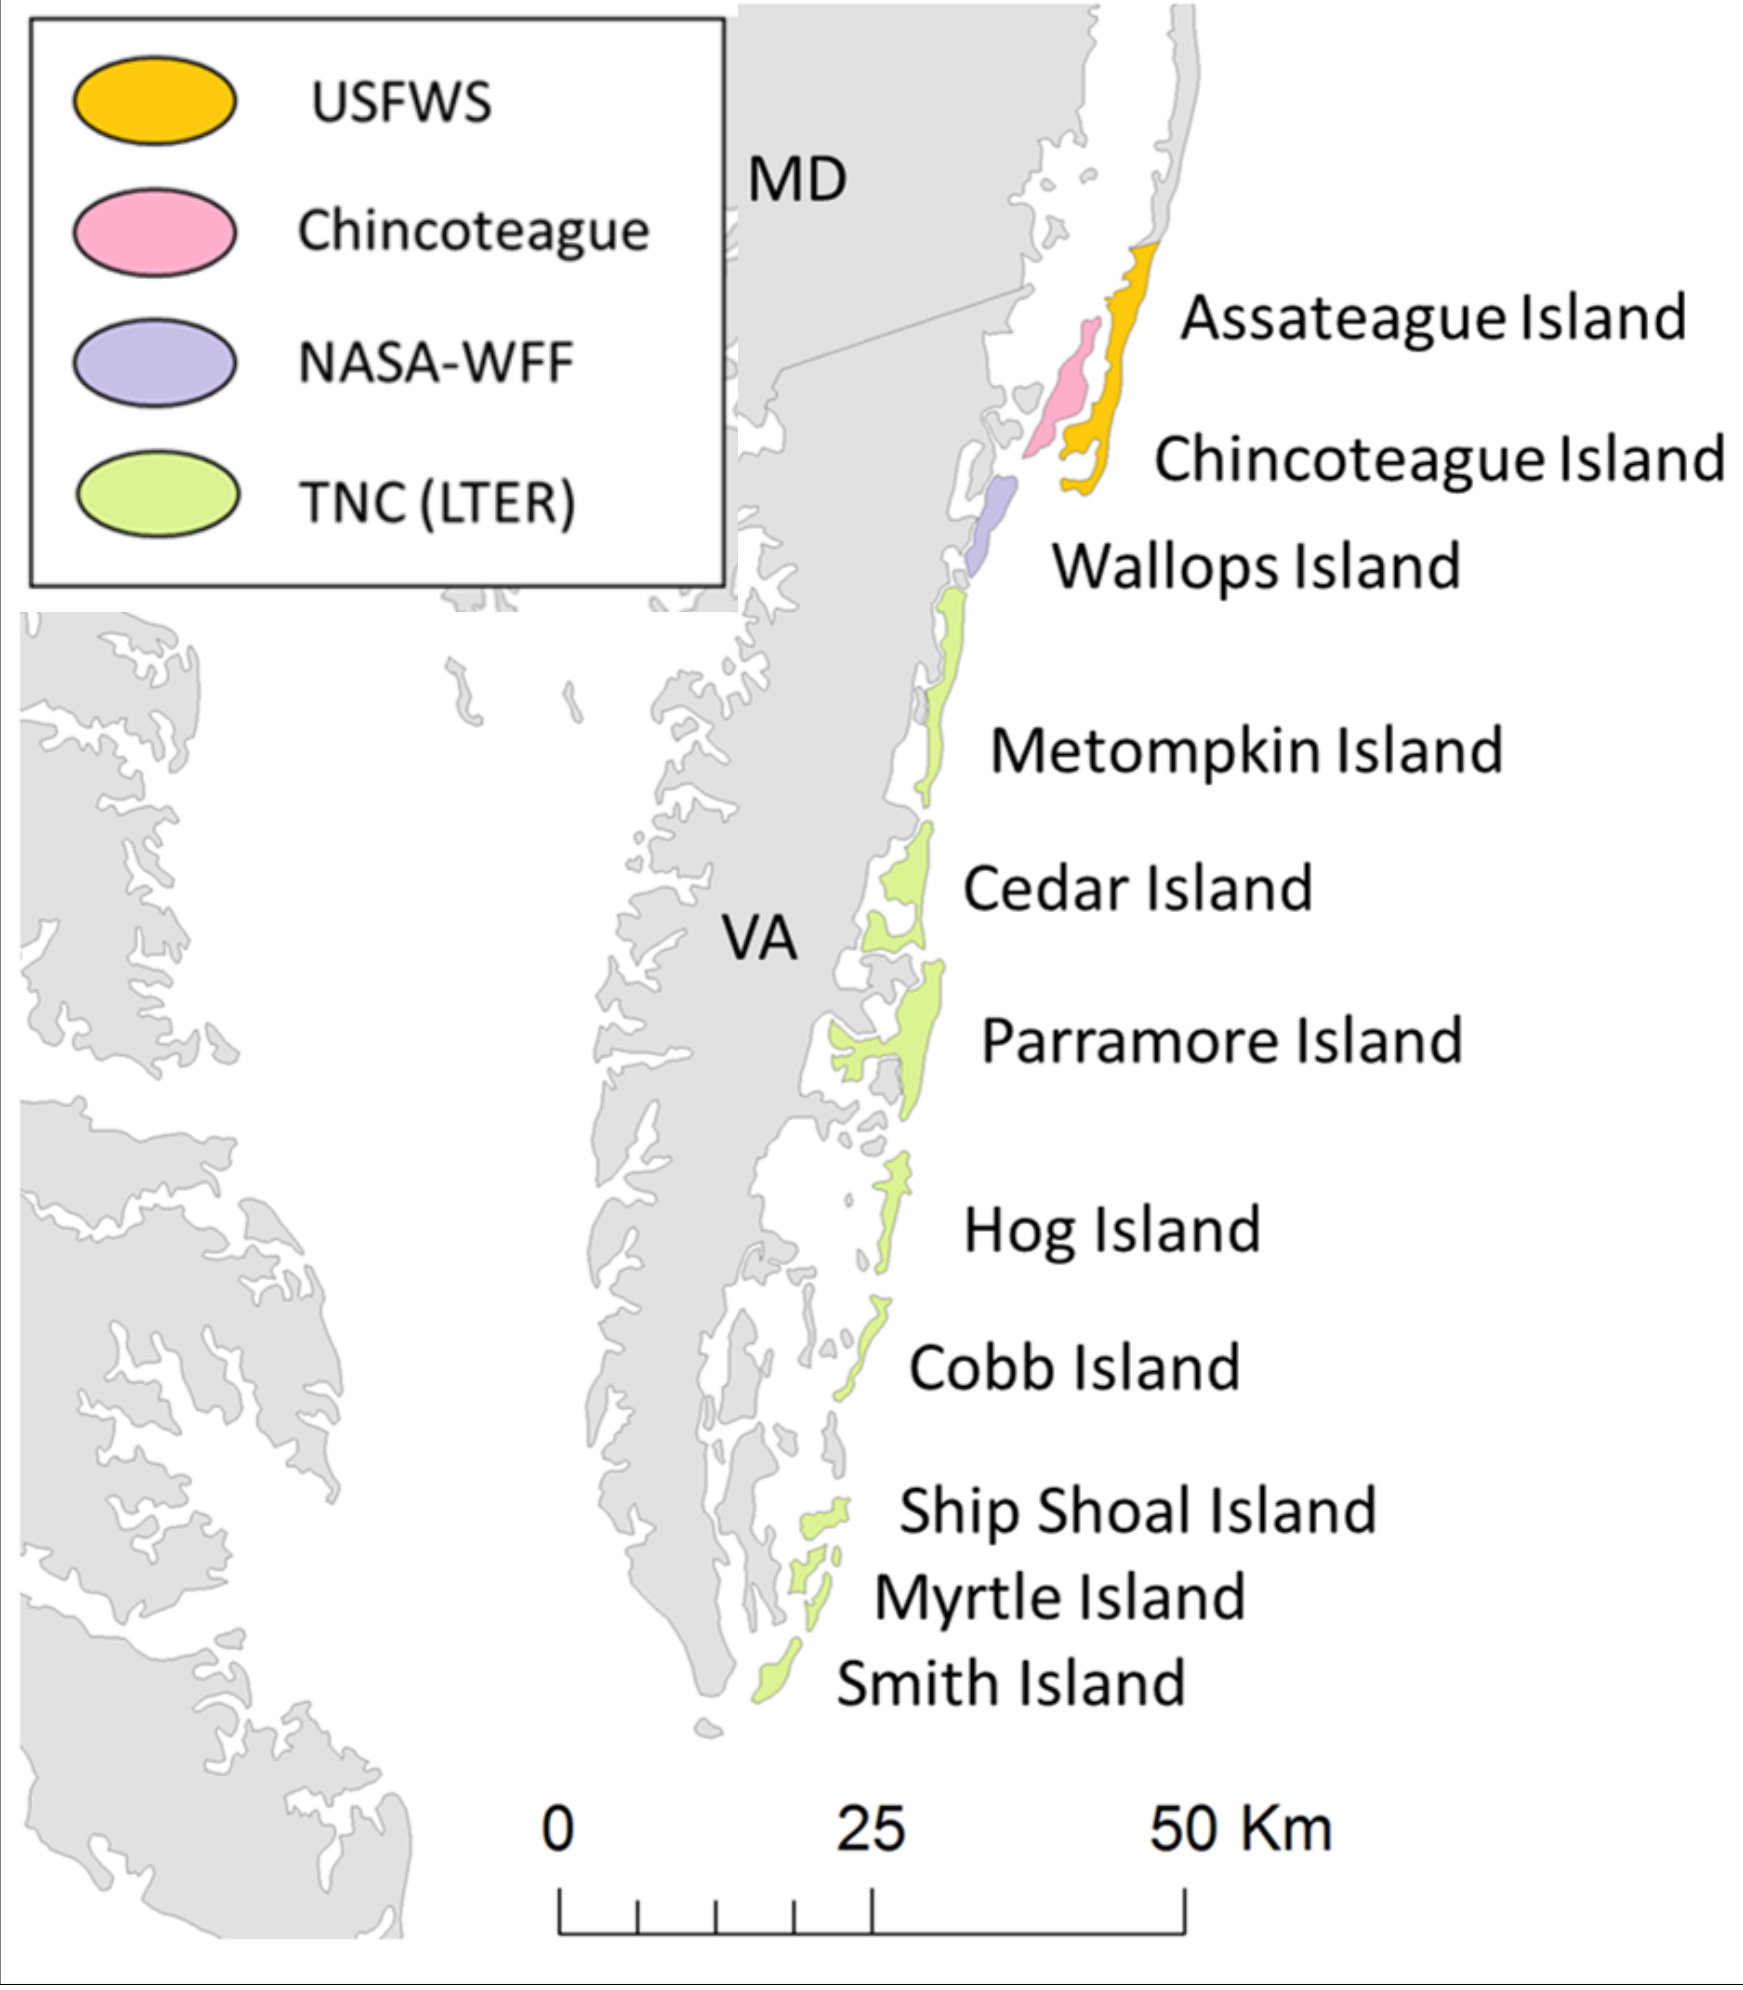 USFWS
Chincoteague
NASA-WFF
TNC (LTER)
MD
Assateague Island
Chincoteague Island
Wallops Island
Metompkin Island
Cedar Island
VA
Parramore Island
Hog Island
Cobb Island
Ship Shoal Island
Myrtle Island
Smith Island
0 25 50 Km